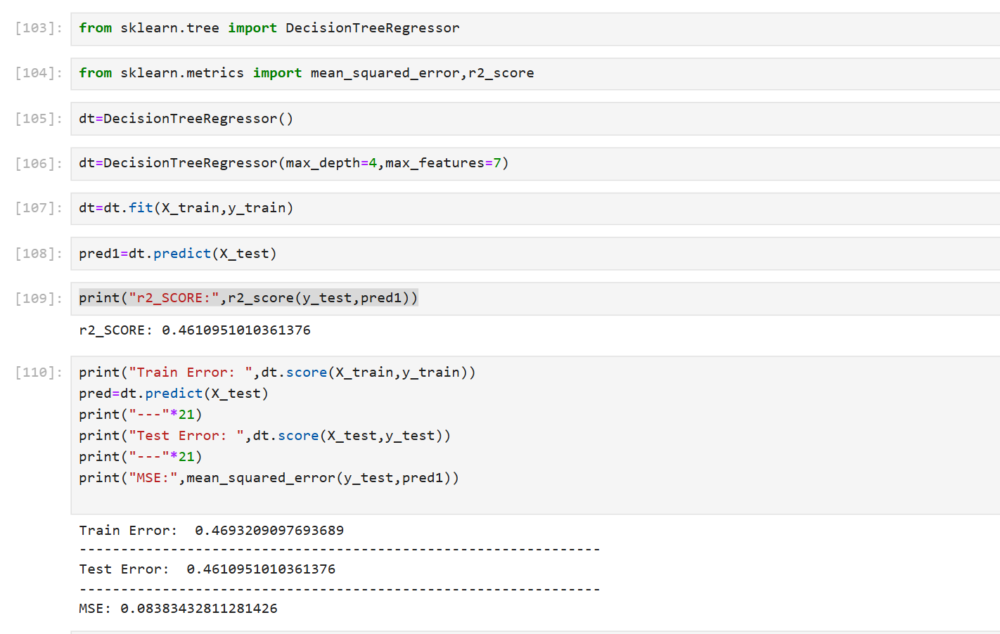 [103]: from sklearn.tree import DecisionTreeRegressor
[104]: from sklearn.metrics import mean_squared_error,r2_score
[105]: dt=DecisionTreeRegressor()
[106]: dt=DecisionTreeRegressor(max_depth=4,max_features=7)
[107]: dt=dt.fit(X_train,y_train)
[108]: pred1=dt.predict(X_test)
[109]: print("r2_SCORE:",r2_score(y_test,pred1))
r2_SCORE: 0.4610951010361376
[110]: print("Train Error: ",dt.score(X_train,y_train))
pred=dt.predict(X_test)
print("---"*21)
print("Test Error: ",dt.score(X_test,y_test))
print("---"*21)
print("MSE:",mean_squared_error(y_test,pred1))
Train Error:  0.4693209097693689
---------------------------------------------------------------
Test Error:  0.4610951010361376
---------------------------------------------------------------
MSE: 0.08383432811281426